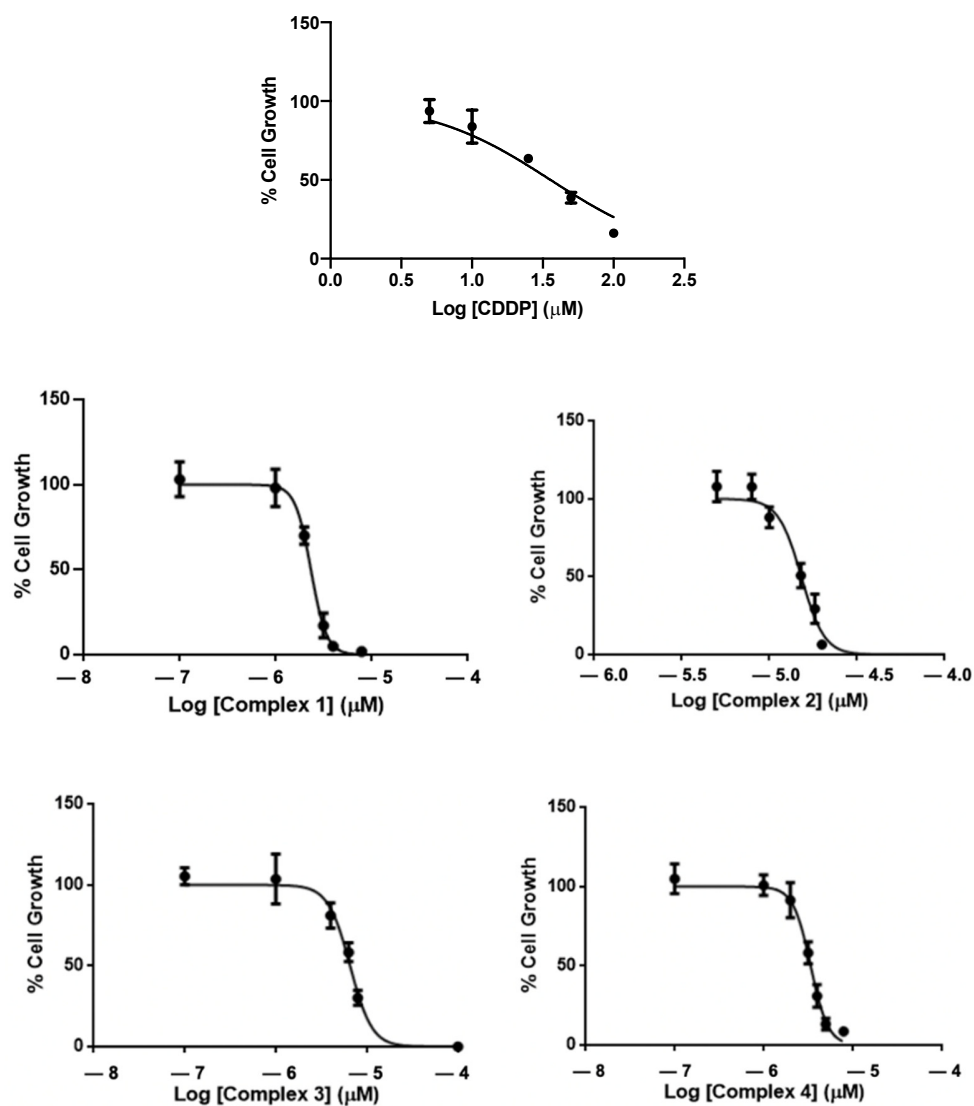 150
100
50
0
% Cell Growth
0.0 0.5 1.0 1.5 2.0 2.5
Log [CDDP] (μM)
150
100
50
0
% Cell Growth
— 8 — 7 — 6 — 5 — 4
Log [Complex 1] (μM)
150
100
50
0
% Cell Growth
— 6.0 — 5.5 — 5.0 — 4.5 — 4.0
Log [Complex 2] (μM)
150
100
50
0
% Cell Growth
— 8 — 7 — 6 — 5 — 4
Log [Complex 3] (μM)
150
100
50
0
% Cell Growth
— 8 — 7 — 6 — 5 — 4
Log [Complex 4] (μM)